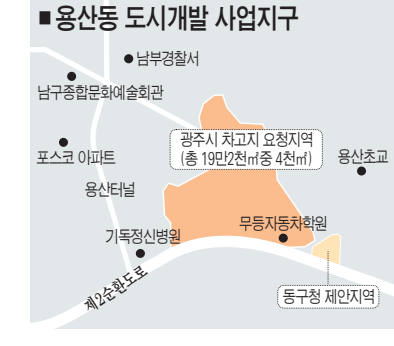 ■용산동 도시개발 사업지구
남부경찰서
남구종합문화예술회관
광주시 차고지 요청지역
(총 19만2천㎡중 4천㎡)
포스코 아파트
용산초교
용산터널
무등자동차학원
기독정신병원
제2순환도로
동구청 제안지역